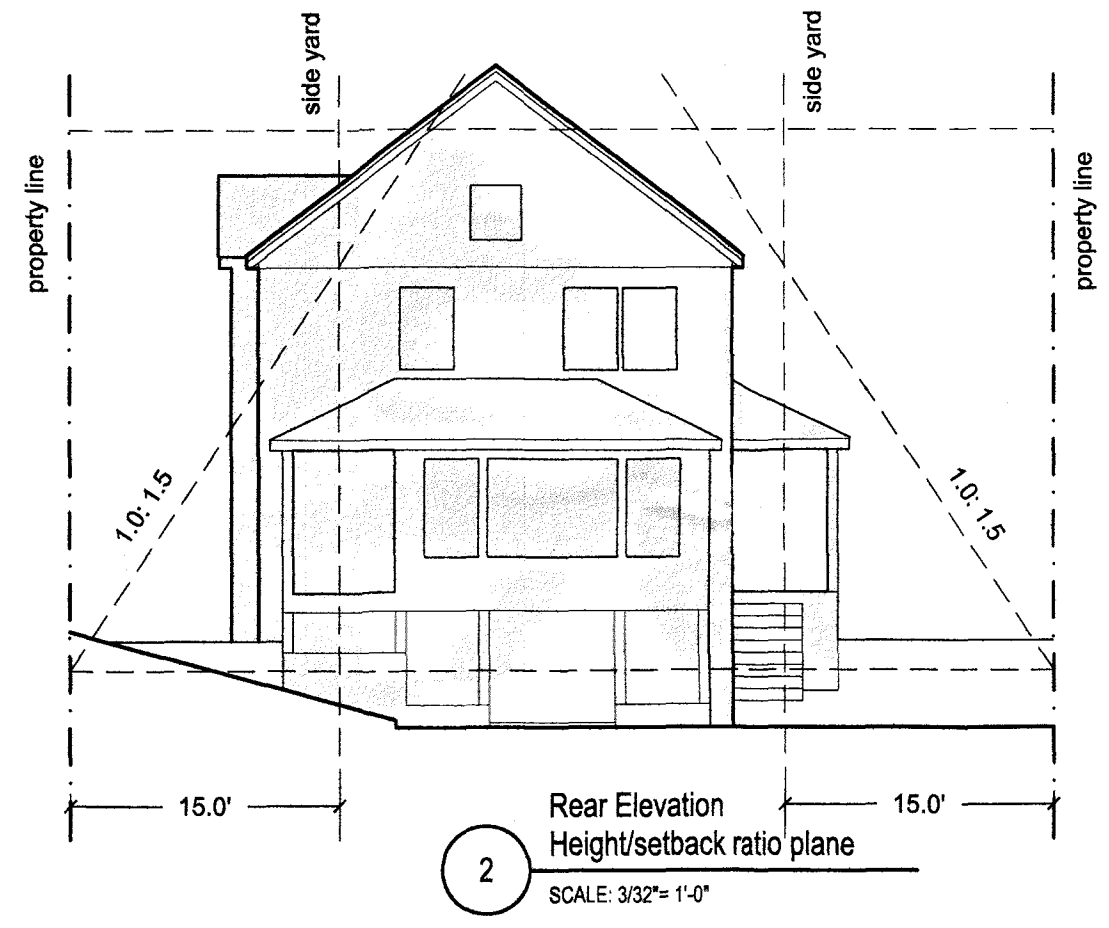 side yard
side yard
property line
property line
1.0: 1.5
1.0: 1.5
15.0'
15.0'
Rear Elevation
Height/setback ratio plane
2
SCALE: 3/32"= 1'-0"